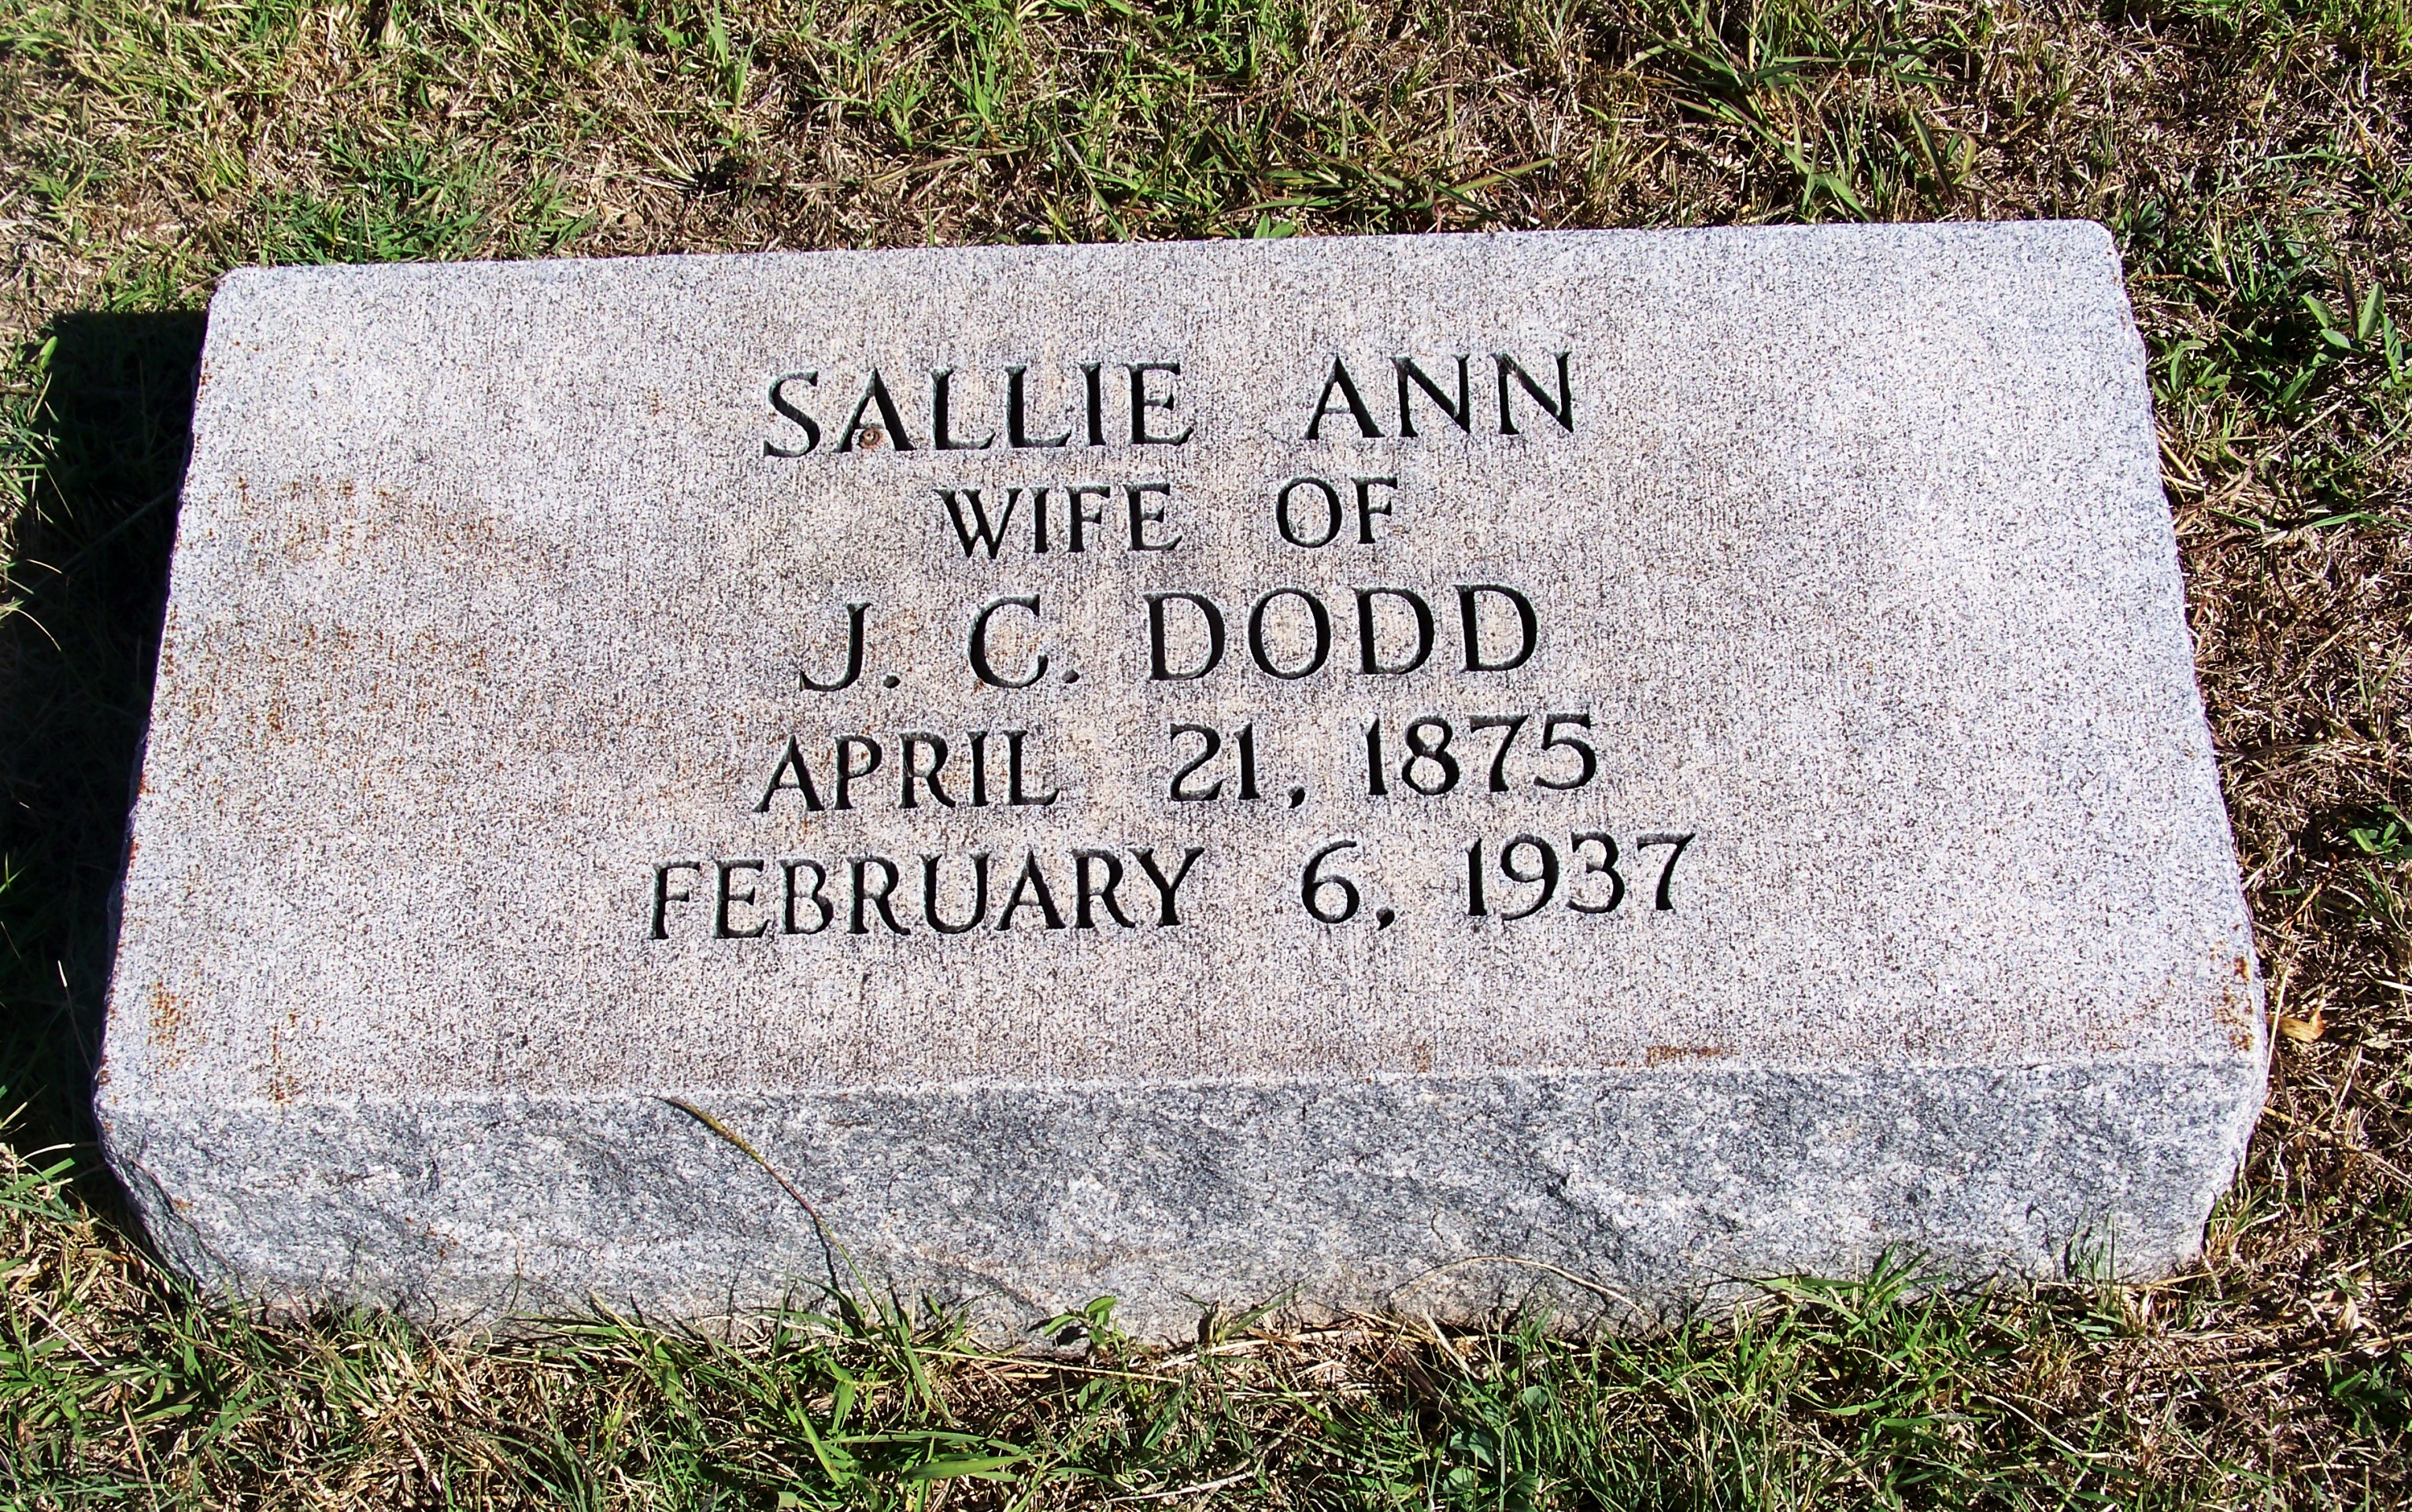 SALLIE ANN
WIFE OF
J. C. DODD
APRIL 21, 1875
FEBRUARY 6, 1937